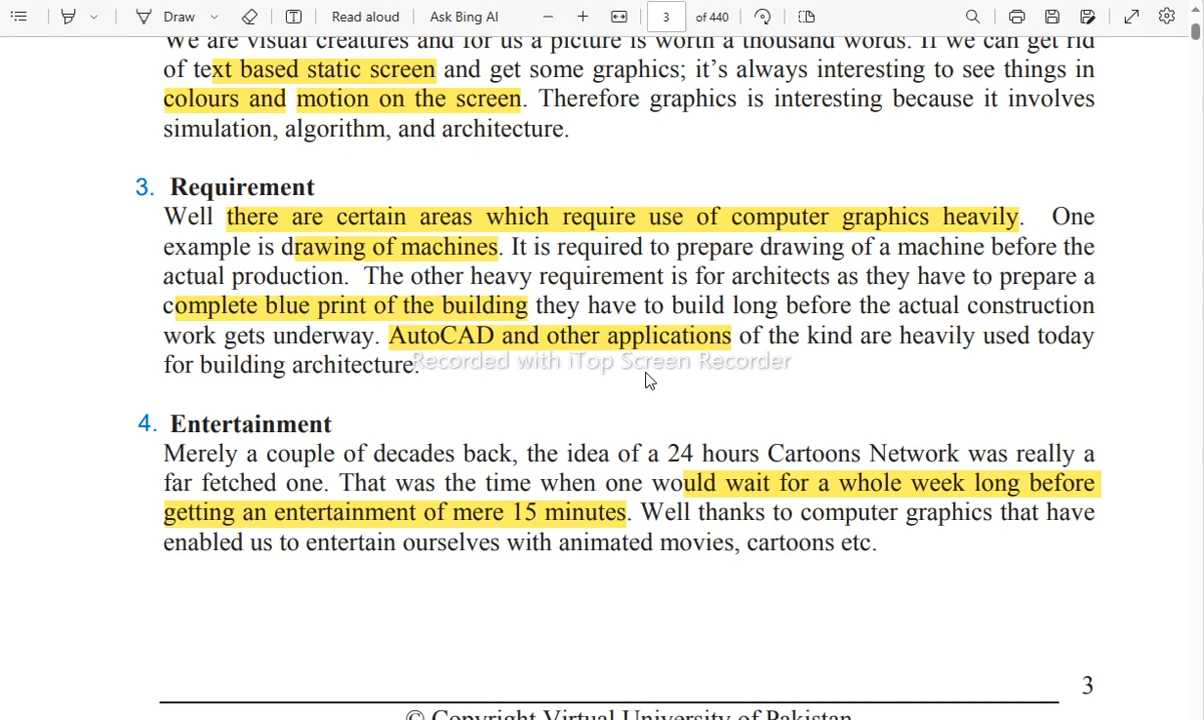 Draw
Read aloud
Ask Bing AI
3 of 440
We are visual creatures and for us a picture is worth a thousand words. If we can get rid
of text based static screen and get some graphics; it’s always interesting to see things in
colours and motion on the screen. Therefore graphics is interesting because it involves
simulation, algorithm, and architecture.
3. Requirement
Well there are certain areas which require use of computer graphics heavily. One
example is drawing of machines. It is required to prepare drawing of a machine before the
actual production. The other heavy requirement is for architects as they have to prepare a
complete blue print of the building they have to build long before the actual construction
work gets underway. AutoCAD and other applications of the kind are heavily used today
for building architecture.
Recorded with iTop Screen Recorder
4. Entertainment
Merely a couple of decades back, the idea of a 24 hours Cartoons Network was really a
far fetched one. That was the time when one would wait for a whole week long before
getting an entertainment of mere 15 minutes. Well thanks to computer graphics that have
enabled us to entertain ourselves with animated movies, cartoons etc.
3
© Copyright Virtual University of Pakistan